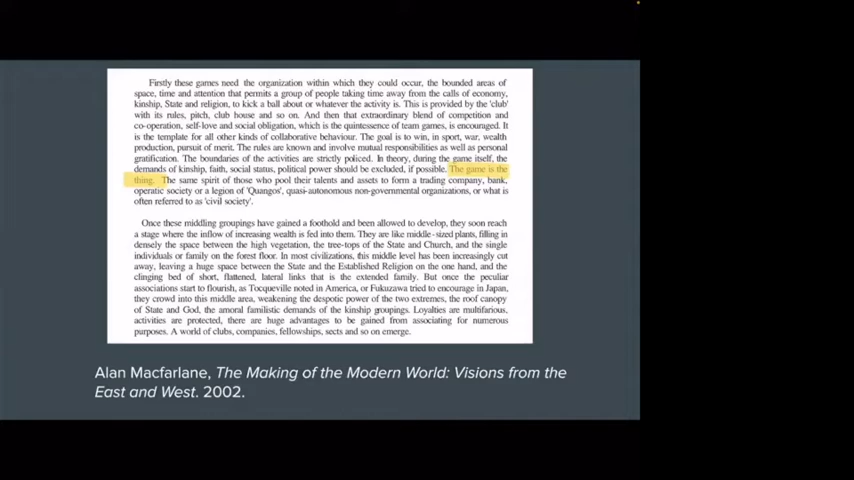 Firstly these games need the organization within which they could occur, the bounded areas of
space, time and attention that permits a group of people taking time away from the calls of economy,
kinship, State and religion, to kick a ball about or whatever the activity is. This is provided by the 'club'
with its rules, pitch, club house and so on. And then that extraordinary blend of competition and
co-operation, self-love and social obligation, which is the quintessence of team games, is encouraged. It
is the template for all other kinds of collaborative behaviour. The goal is to win, in sport, war, wealth
production, pursuit of merit. The rules are known and involve mutual responsibilities as well as personal
gratification. The boundaries of the activities are strictly policed. In theory, during the game itself, the
demands of kinship, faith, social status, political power should be excluded, if possible. The game is the
thing. The same spirit of those who pool their talents and assets to form a trading company, bank,
operatic society or a legion of 'Quangos', quasi-autonomous non-governmental organizations, or what is
often referred to as 'civil society'.
Once these middling groupings have gained a foothold and been allowed to develop, they soon reach
a stage where the inflow of increasing wealth is fed into them. They are like middle-sized plants, filling in
densely the space between the high vegetation, the tree-tops of the State and Church, and the single
individuals or family on the forest floor. In most civilizations, this middle level has been increasingly cut
away, leaving a huge space between the State and the Established Religion on the one hand, and the
clinging bed of short, flattened, lateral links that is the extended family. But once the peculiar
associations start to flourish, as Tocqueville noted in America, or Fukuzawa tried to encourage in Japan,
they crowd into this middle area, weakening the despotic power of the two extremes, the roof canopy
of State and God, the amoral familistic demands of the kinship groupings. Loyalties are multifarious,
activities are protected, there are huge advantages to be gained from associating for numerous
purposes. A world of clubs, companies, fellowships, sects and so on emerge.
Alan Macfarlane, The Making of the Modern World: Visions from the
East and West. 2002.